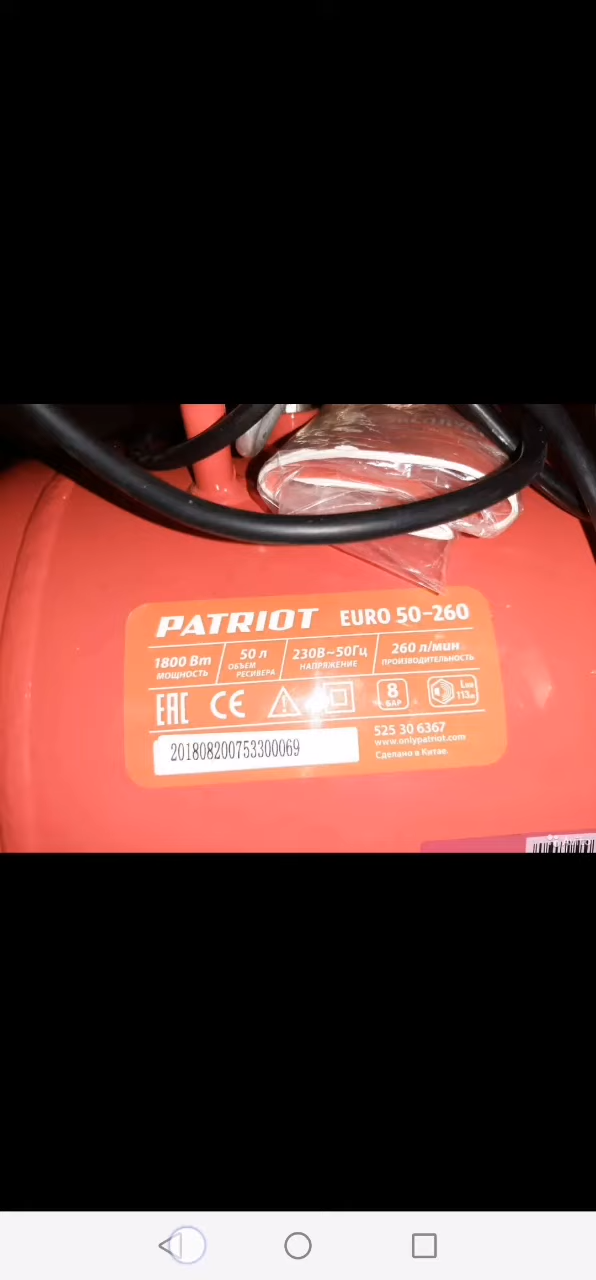 PATRIOT EURO 50-260
1800 Вт 50 л 230В~50Гц 260 л/мин
МОЩНОСТЬ ОБЪЕМ РЕСИВЕРА НАПРЯЖЕНИЕ ПРОИЗВОДИТЕЛЬНОСТЬ
EAC CE 8 БАР
525 30 6367
www.onlypatriot.com
201808200753300069
Сделано в Китае.